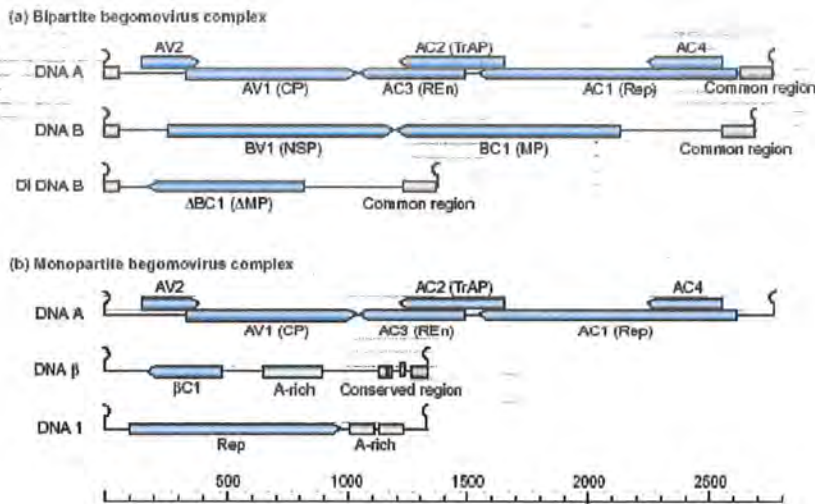 (a) Bipartite begomovirus complex
AV2 AC2 (TrAP) AC4
DNA A
AV1 (CP) AC3 (REn) AC1 (Rep) Common region
DNA B
BV1 (NSP) BC1 (MP) Common region
DI DNA B
ΔBC1 (ΔMP) Common region
(b) Monopartite begomovirus complex
AV2 AC2 (TrAP) AC4
DNA A
AV1 (CP) AC3 (REn) AC1 (Rep)
DNA β
βC1 A-rich Conserved region
DNA 1
Rep A-rich
500 1000 1500 2000 2500